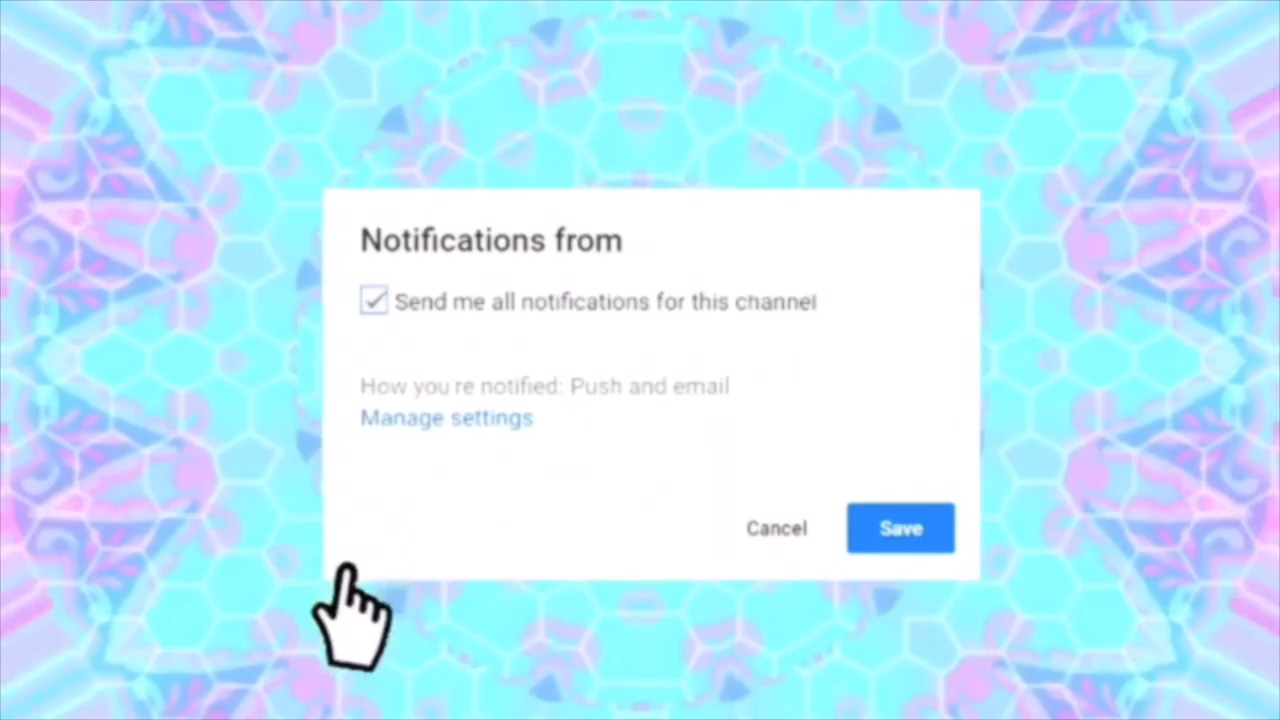 Notifications from
Send me all notifications for this channel
How you're notified: Push and email
Manage settings
Cancel
Save